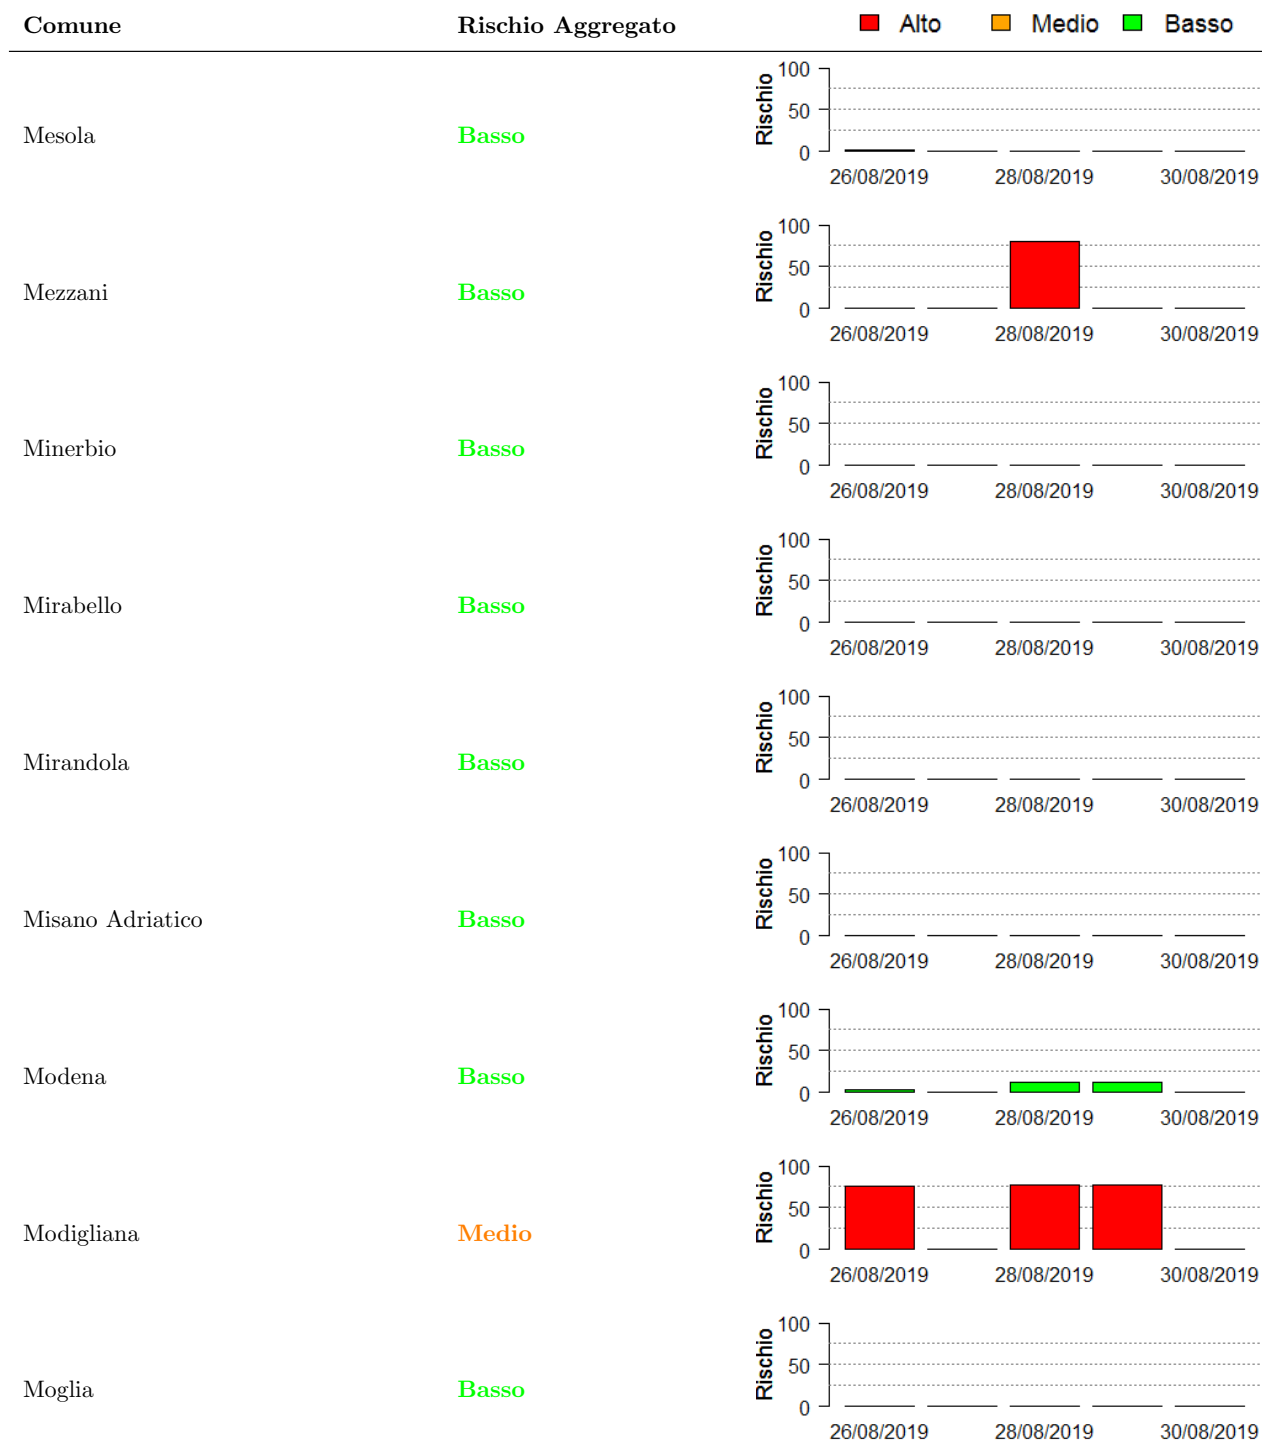 Comune Rischio Aggregato Alto Medio Basso
Mesola Basso Rischio 100 50 0
26/08/2019 28/08/2019 30/08/2019
Mezzani Basso Rischio 100 50 0
26/08/2019 28/08/2019 30/08/2019
Minerbio Basso Rischio 100 50 0
26/08/2019 28/08/2019 30/08/2019
Mirabello Basso Rischio 100 50 0
26/08/2019 28/08/2019 30/08/2019
Mirandola Basso Rischio 100 50 0
26/08/2019 28/08/2019 30/08/2019
Misano Adriatico Basso Rischio 100 50 0
26/08/2019 28/08/2019 30/08/2019
Modena Basso Rischio 100 50 0
26/08/2019 28/08/2019 30/08/2019
Modigliana Medio Rischio 100 50 0
26/08/2019 28/08/2019 30/08/2019
Moglia Basso Rischio 100 50 0
26/08/2019 28/08/2019 30/08/2019